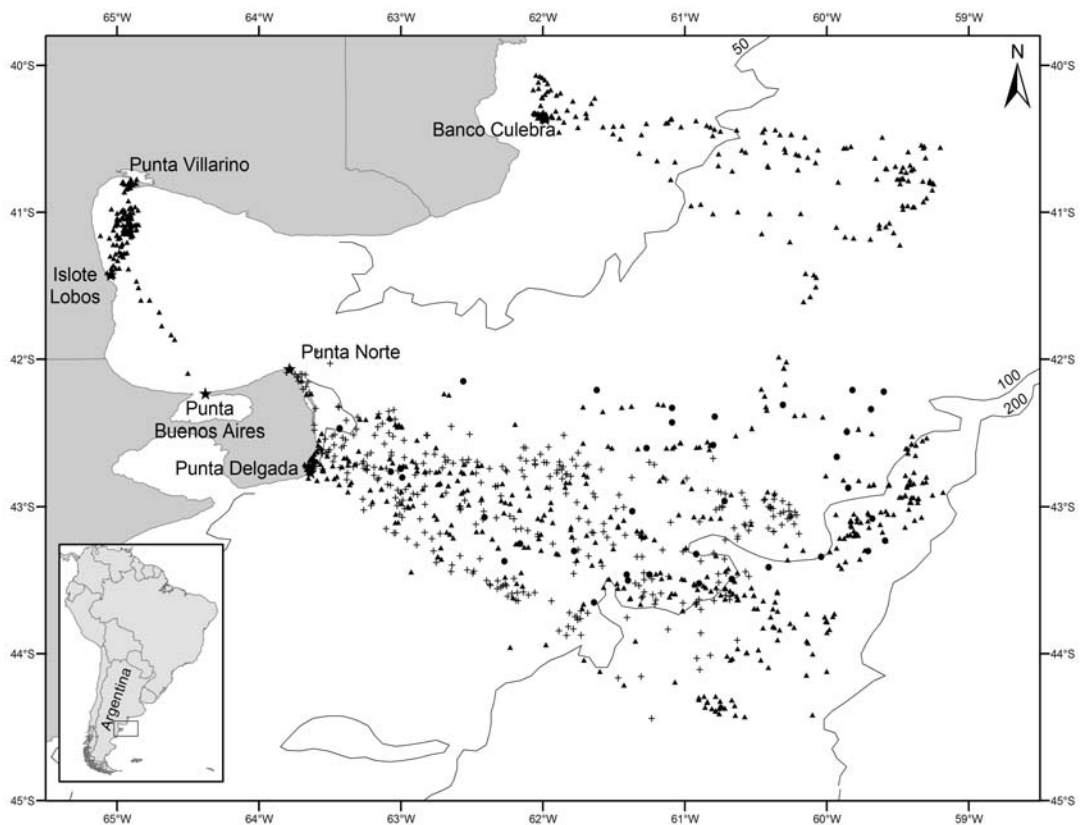 65°W 64°W 63°W 62°W 61°W 60°W 59°W
50
N
40°S 40°S
Banco Culebra
Punta Villarino
41°S 41°S
Islote
Lobos
42°S 42°S
Punta Norte
100
200
Punta
Buenos Aires
Punta Delgada
43°S 43°S
44°S 44°S
Argentina
45°S 45°S
65°W 64°W 63°W 62°W 61°W 60°W 59°W